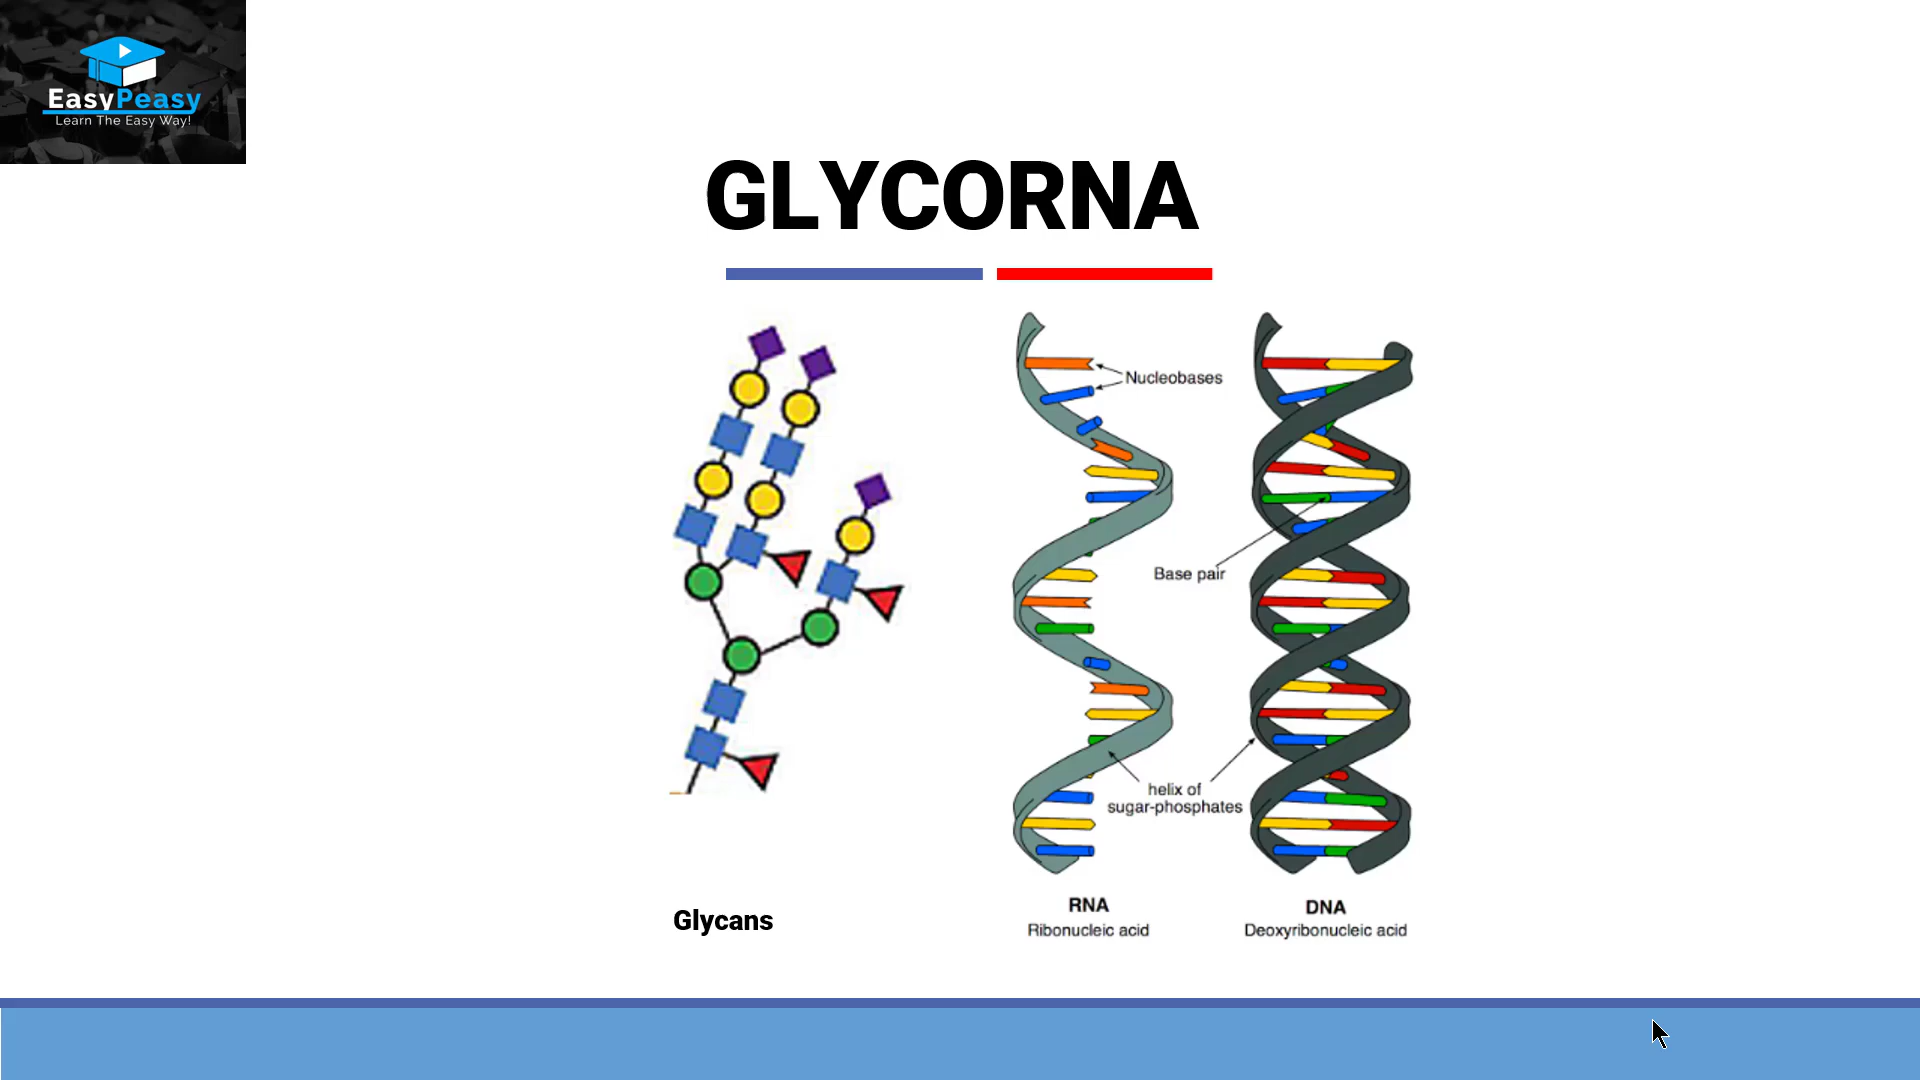 EasyPeasy
Learn The Easy Way!
GLYCORNA
Nucleobases
Base pair
helix of
sugar-phosphates
Glycans
RNA
Ribonucleic acid
DNA
Deoxyribonucleic acid